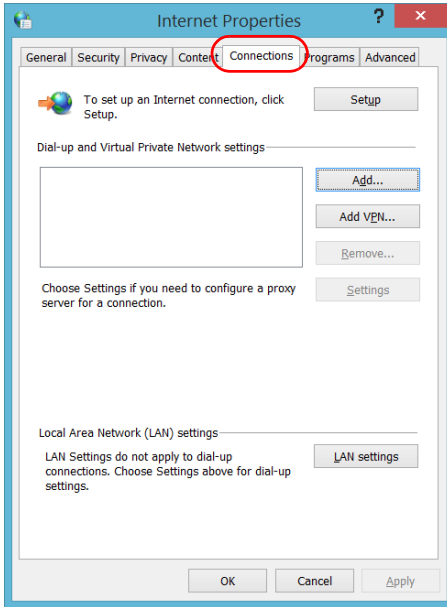 Internet Properties
?
×
General Security Privacy Content Connections Programs Advanced
To set up an Internet connection, click
Setup.
Setup
Dial-up and Virtual Private Network settings
Add...
Add VPN...
Remove...
Choose Settings if you need to configure a proxy
server for a connection.
Settings
Local Area Network (LAN) settings
LAN Settings do not apply to dial-up
connections. Choose Settings above for dial-up
settings.
LAN settings
OK Cancel Apply